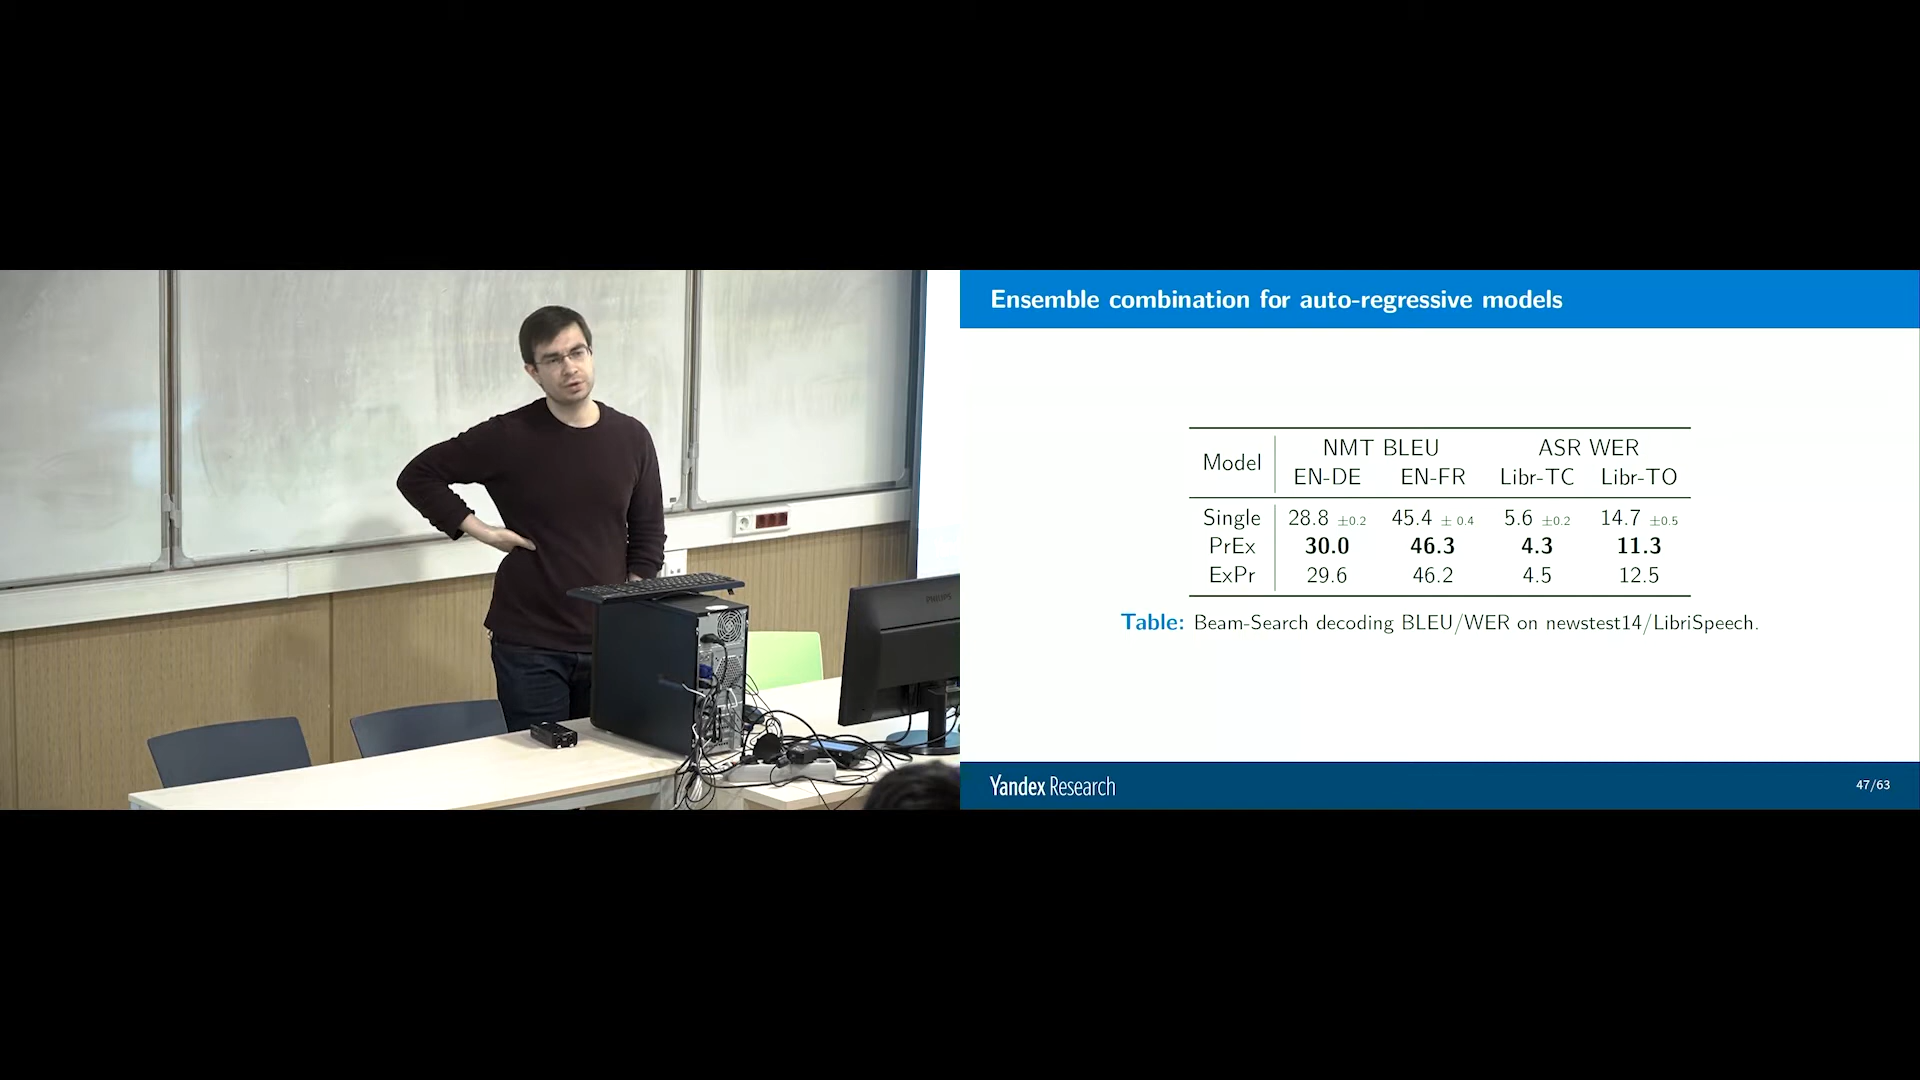 Ensemble combination for auto-regressive models
Model NMT BLEU ASR WER
EN-DE EN-FR Libr-TC Libr-TO
Single 28.8 ±0.2 45.4 ± 0.4 5.6 ±0.2 14.7 ±0.5
PrEx 30.0 46.3 4.3 11.3
ExPr 29.6 46.2 4.5 12.5
Table: Beam-Search decoding BLEU/WER on newstest14/LibriSpeech.
Yandex Research 47/63
PHILIPS